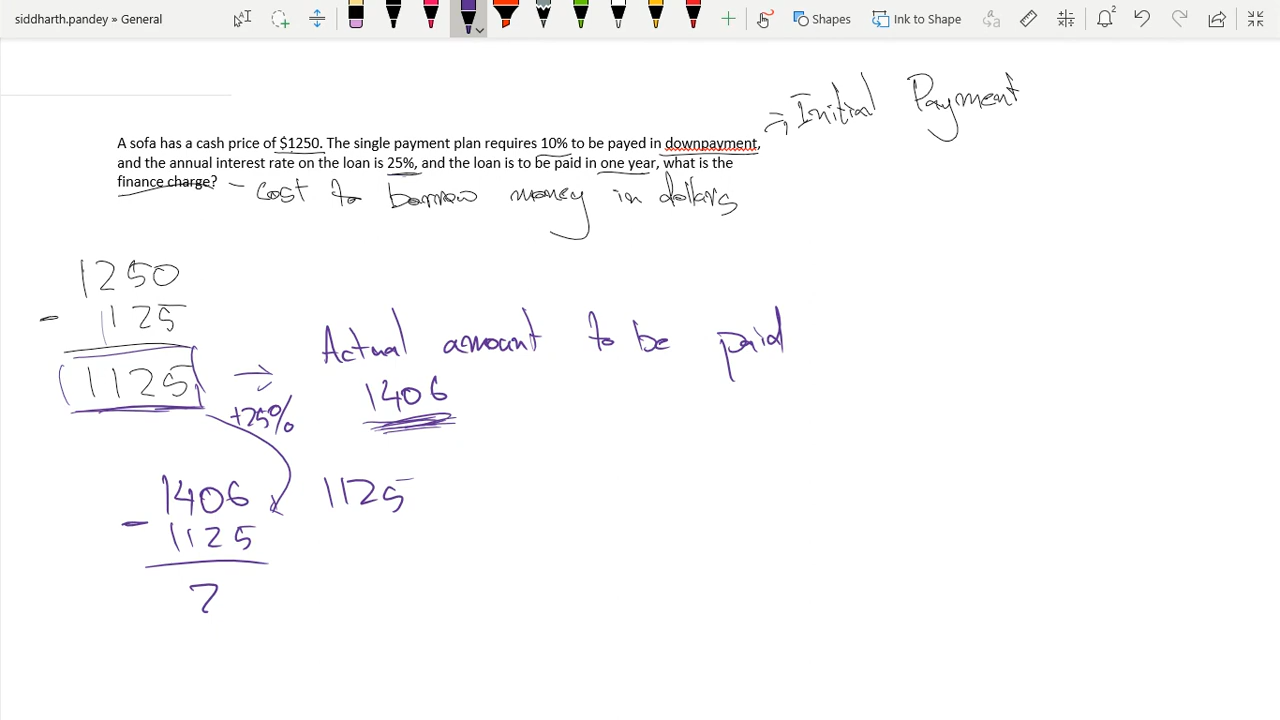 siddharth.pandey » General
Shapes
Ink to Shape
2
→ Initial Payment
A sofa has a cash price of $1250. The single payment plan requires 10% to be payed in downpayment,
and the annual interest rate on the loan is 25%, and the loan is to be paid in one year, what is the
finance charge? - cost to borrow money in dollars
1250
- 125
1125 → Actual amount to be paid
+25% 1406
1406 1125
- 1125
2